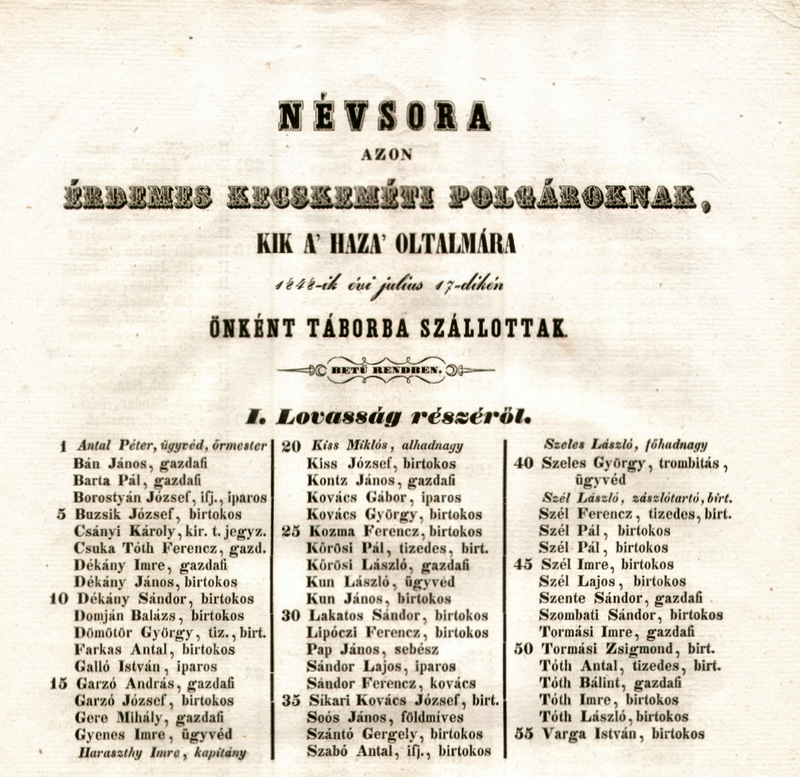 NÉVSORA
AZON
ÉRDEMES KECSKEMÉTI POLGÁROKNAK,
KIK A' HAZA' OLTALMÁRA
1848-ik évi julius 17-dikén
ÖNKÉNT TÁBORBA SZÁLLOTTAK.
BETŰ RENDBEN.
I. Lovasság részéről.
1 Antal Péter, ügyvéd, őrmester
Bán János, gazdafi
Barta Pál, gazdafi
Borostyán József, ifj., iparos
5 Buzsik József, birtokos
Csányi Károly, kir. t. jegyz.
Csuka Tóth Ferencz, gazd.
Dékány Imre, gazdafi
Dékány János, birtokos
10 Dékány Sándor, birtokos
Domján Balázs, birtokos
Dömötör György, tiz., birt.
Farkas Antal, birtokos
Galló István, iparos
15 Garzó András, gazdafi
Garzó József, birtokos
Gere Mihály, gazdafi
Gyenes Imre, ügyvéd
Haraszthy Imre, kapitány
20 Kiss Miklós, alhadnagy
Kiss József, birtokos
Kontz János, gazdafi
Kovács Gábor, iparos
Kovács György, birtokos
25 Kozma Ferencz, birtokos
Kőrösi Pál, tizedes, birt.
Kőrösi László, gazdafi
Kun László, ügyvéd
Kun János, birtokos
30 Lakatos Sándor, birtokos
Lipóczi Ferencz, birtokos
Pap János, sebész
Sándor Lajos, iparos
Sándor Ferencz, kovács
35 Sikari Kovács József, birt.
Soós János, földmives
Szántó Gergely, birtokos
Szabó Antal, ifj., birtokos
Szeles László, főhadnagy
40 Szeles György, trombitás,
ügyvéd
Szél László, zászlótartó, birt.
Szél Ferencz, tizedes, birt.
Szél Pál, birtokos
Szél Pál, birtokos
45 Szél Imre, birtokos
Szél Lajos, birtokos
Szente Sándor, gazdafi
Szombati Sándor, birtokos
Tormási Imre, gazdafi
50 Tormási Zsigmond, birt.
Tóth Antal, tizedes, birt.
Tóth Bálint, gazdafi
Tóth Imre, birtokos
Tóth László, birtokos
55 Varga István, birtokos